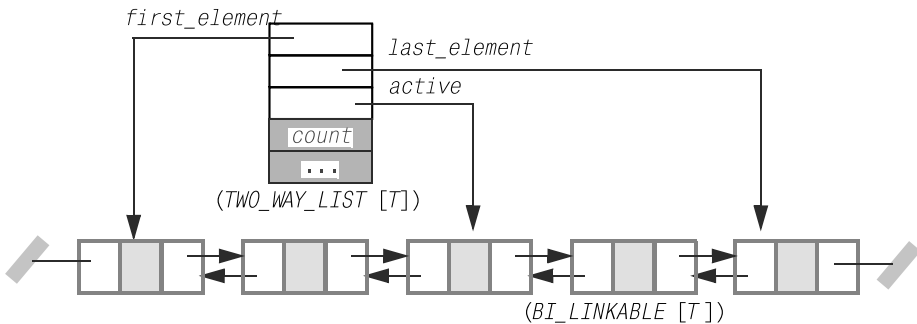 first_element
last_element
active
count
...
(TWO_WAY_LIST [T])
(BI_LINKABLE [T])